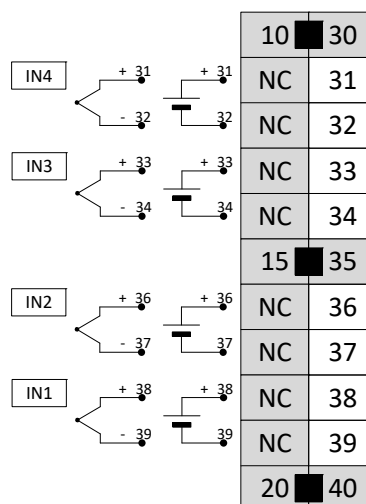 10 30
IN4 + 31 + 31 NC 31
- 32 32 NC 32
IN3 + 33 + 33 NC 33
- 34 34 NC 34
15 35
IN2 + 36 + 36 NC 36
- 37 37 NC 37
IN1 + 38 + 38 NC 38
- 39 39 NC 39
20 40